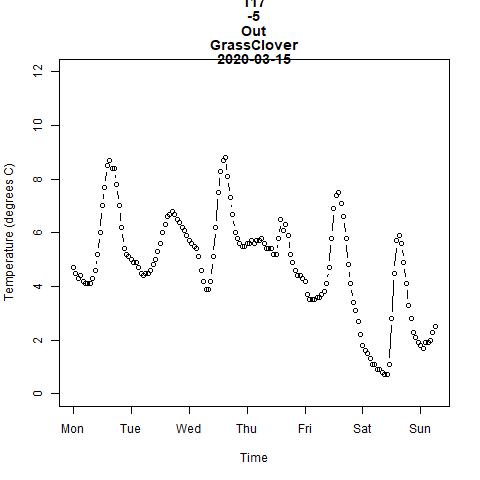 T17
-5
Out
GrassClover
2020-03-15
Temperature (degrees C)
12
10
8
6
4
2
0
Mon Tue Wed Thu Fri Sat Sun
Time